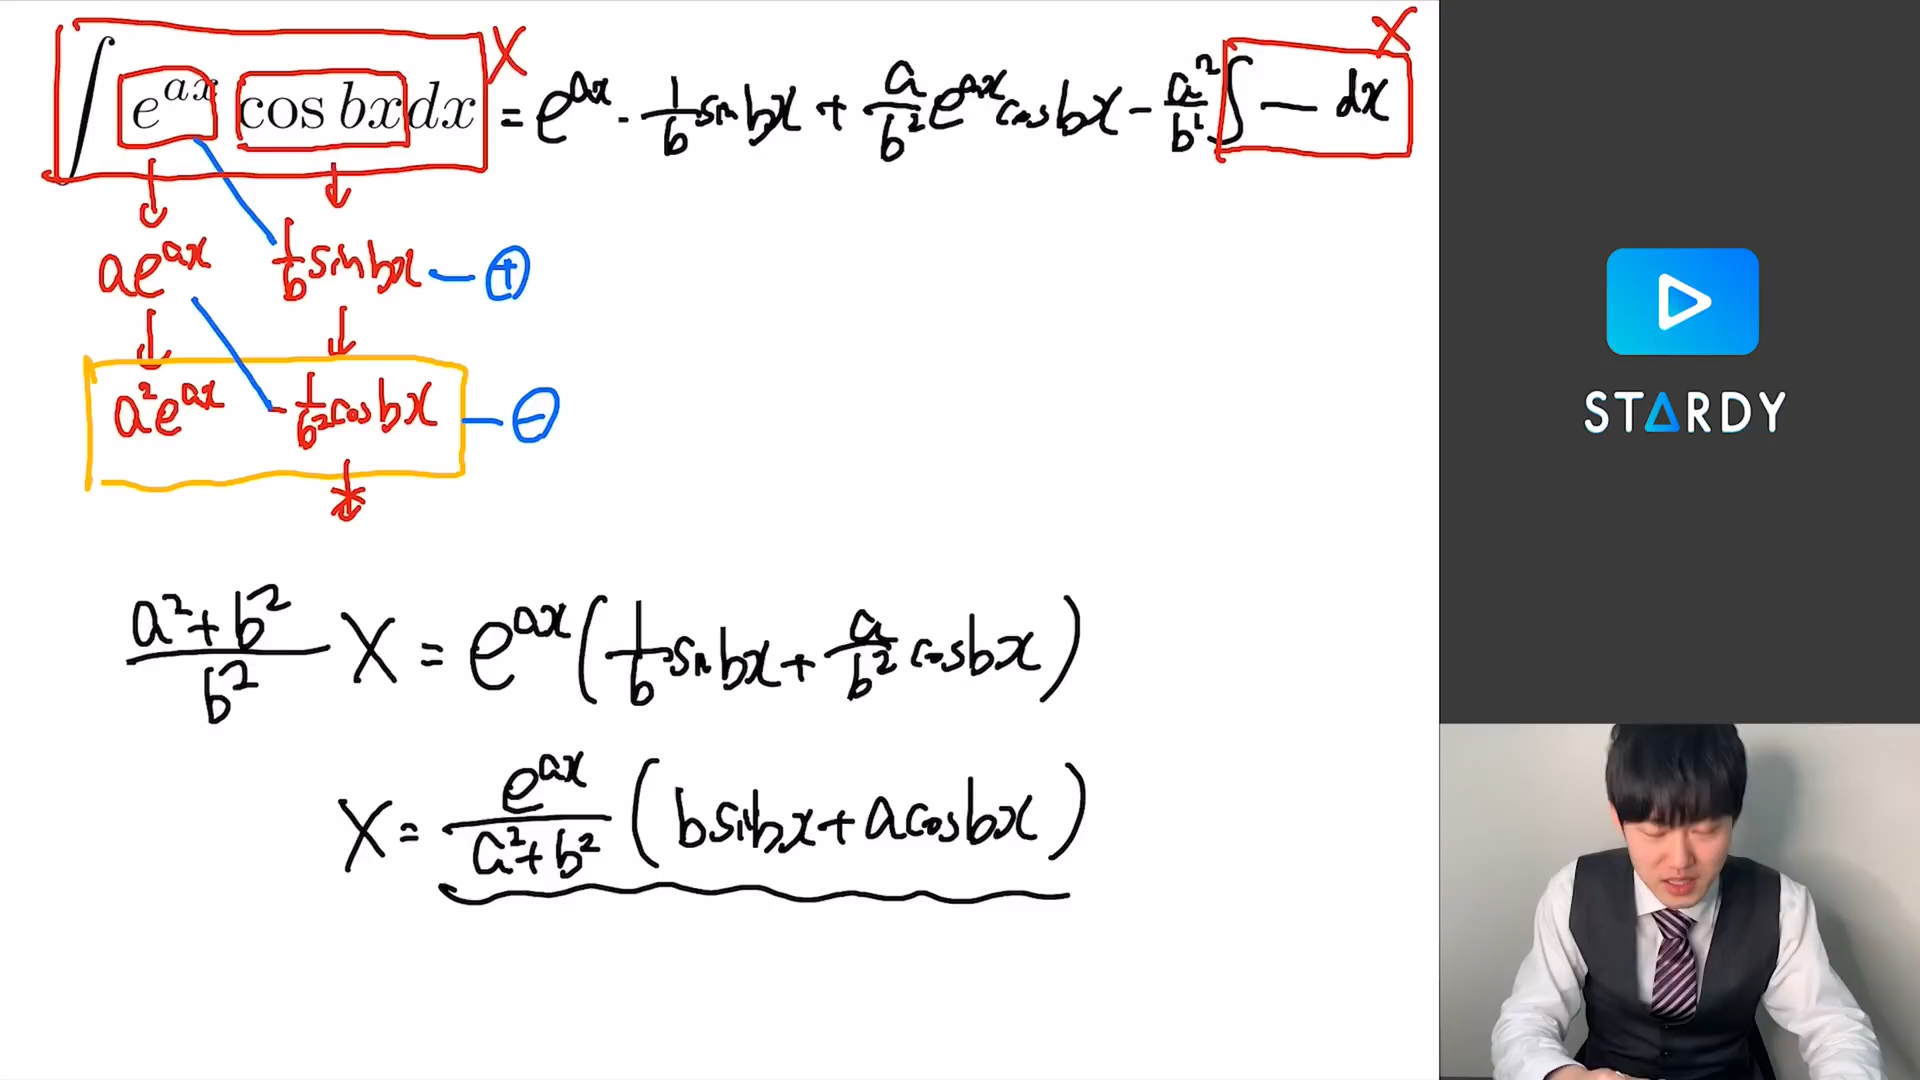 ∫ e^{ax} cos bx dx = e^{ax} · 1/b sin bx + a/b² e^{ax} cos bx − a²/b² ∫ — dx
X
X
ae^{ax} 1/b sin bx — ⊕
a²e^{ax} − 1/b² cos bx — ⊖
(a²+b²)/b² X = e^{ax} (1/b sin bx + a/b² cos bx)
X = e^{ax}/(a²+b²) (b sin bx + a cos bx)
STARDY